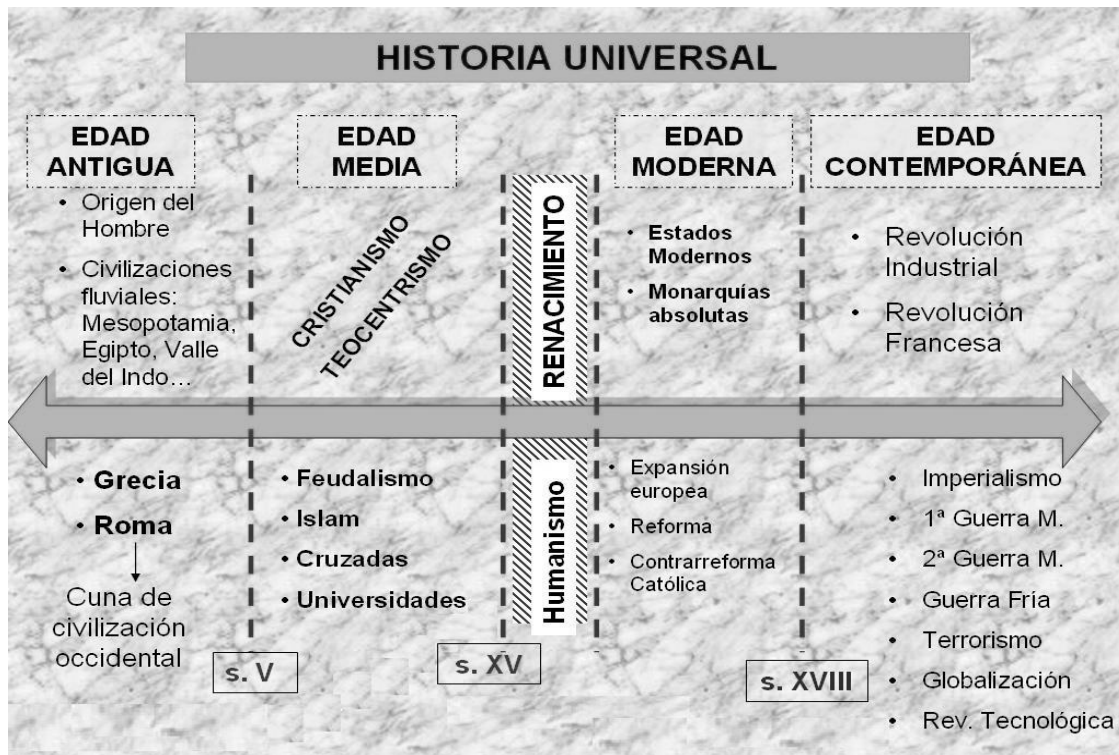 HISTORIA UNIVERSAL
EDAD
ANTIGUA
• Origen del
Hombre
• Civilizaciones
fluviales:
Mesopotamia,
Egipto, Valle
del Indo…
• Grecia
• Roma
Cuna de
civilización
occidental
s. V
EDAD
MEDIA
CRISTIANISMO
TEOCENTRISMO
• Feudalismo
• Islam
• Cruzadas
• Universidades
s. XV
RENACIMIENTO
Humanismo
EDAD
MODERNA
• Estados
Modernos
• Monarquías
absolutas
• Expansión
europea
• Reforma
• Contrarreforma
Católica
s. XVIII
EDAD
CONTEMPORÁNEA
• Revolución
Industrial
• Revolución
Francesa
• Imperialismo
• 1ª Guerra M.
• 2ª Guerra M.
• Guerra Fría
• Terrorismo
• Globalización
• Rev. Tecnológica